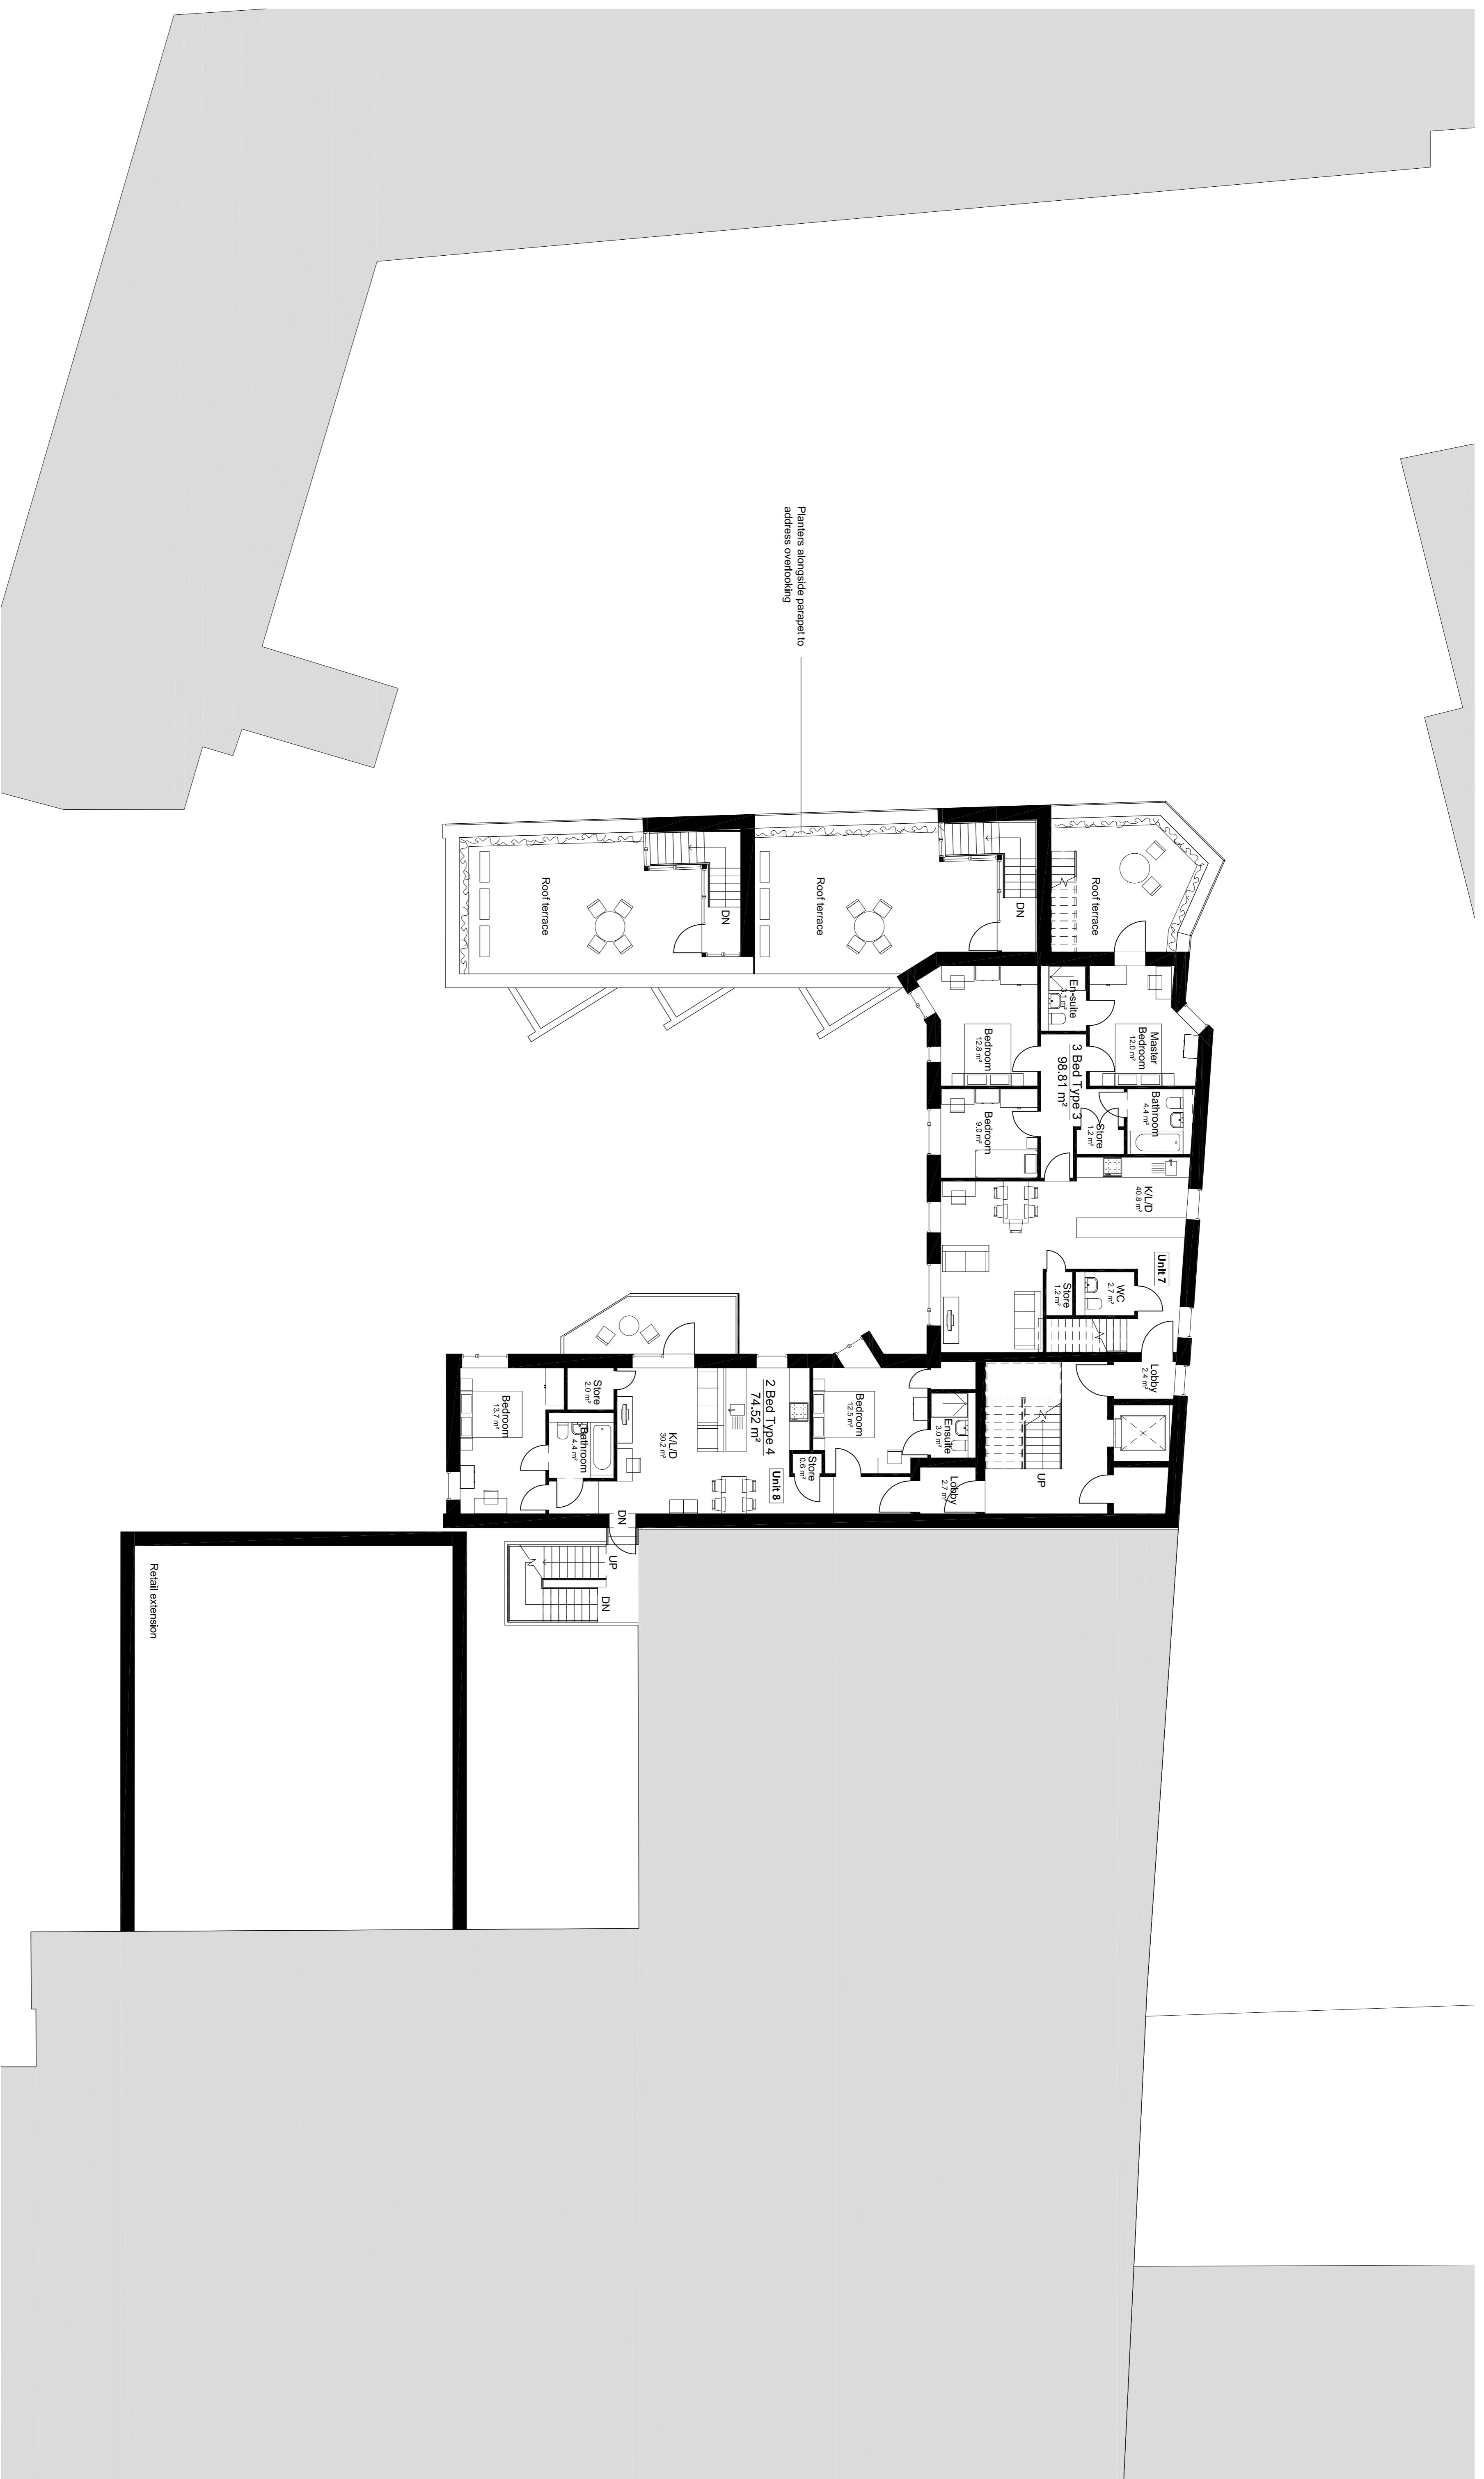 Planters alongside parapet to
address overlooking
Roof terrace
DN
Roof terrace
DN
Roof terrace
Master
Bedroom
12.0 m²
En-suite
3.1 m²
Bedroom
12.8 m²
3 Bed Type 3
98.81 m²
Bathroom
4.4 m²
Store
1.2 m²
Bedroom
9.0 m²
K/L/D
40.8 m²
Unit 7
WC
2.7 m²
Store
1.2 m²
Lobby
2.4 m²
UP
Ensuite
3.0 m²
Lobby
2.7 m²
Bedroom
12.5 m²
Store
0.6 m²
2 Bed Type 4
74.52 m²
Unit 8
K/L/D
30.2 m²
Store
2.0 m²
Bathroom
4.4 m²
Bedroom
13.7 m²
DN
UP
DN
Retail extension